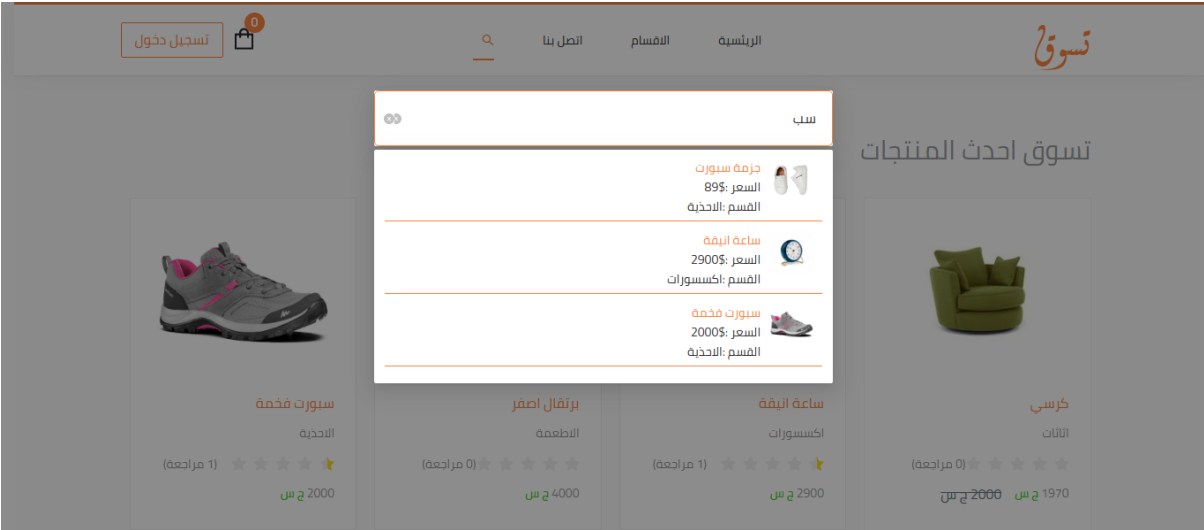 تسوق
الريئسية
الاقسام
اتصل بنا
0
تسجيل دخول
سب
جزمة سبورت
السعر :$89
القسم :الاحذية
ساعة انيقة
السعر :$2900
القسم :اكسسورات
سبورت فخمة
السعر :$2000
القسم :الاحذية
تسوق احدث المنتجات
كرسي
اثاثات
(0 مراجعة)
1970 ج س 2000 ج س
ساعة انيقة
اكسسورات
(1 مراجعة)
2900 ج س
برتقال اصفر
الاطعمة
(0 مراجعة)
4000 ج س
سبورت فخمة
الاحذية
(1 مراجعة)
2000 ج س